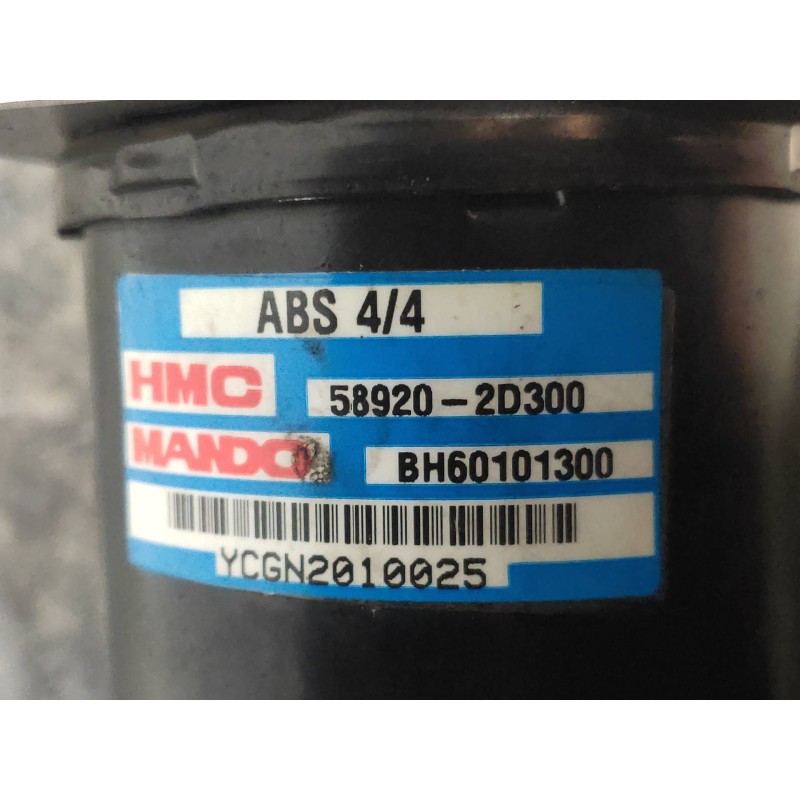 ABS 4/4
HMC 58920-2D300
MANDO BH60101300
YCGN2010025